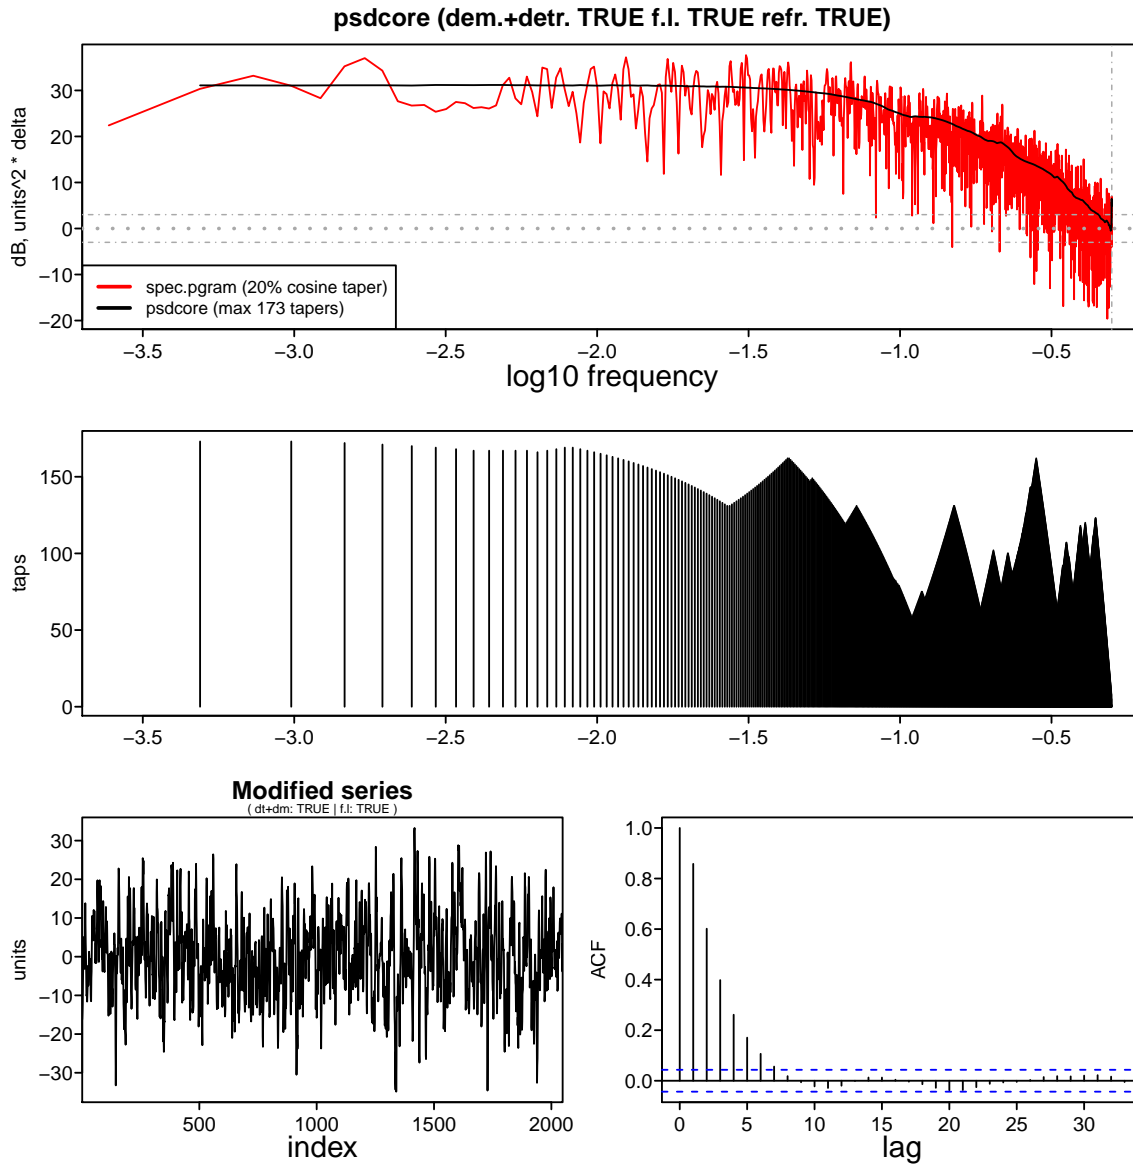 psdcore (dem.+detr. TRUE f.l. TRUE refr. TRUE)
dB, units^2 * delta
30
20
10
0
−10
−20
spec.pgram (20% cosine taper)
psdcore (max 173 tapers)
−3.5 −3.0 −2.5 −2.0 −1.5 −1.0 −0.5
log10 frequency
taps
150
100
50
0
−3.5 −3.0 −2.5 −2.0 −1.5 −1.0 −0.5
Modified series
( dt+dm: TRUE | f.l: TRUE )
units
30
20
10
0
−10
−20
−30
500 1000 1500 2000
index
ACF
1.0
0.8
0.6
0.4
0.2
0.0
0 5 10 15 20 25 30
lag